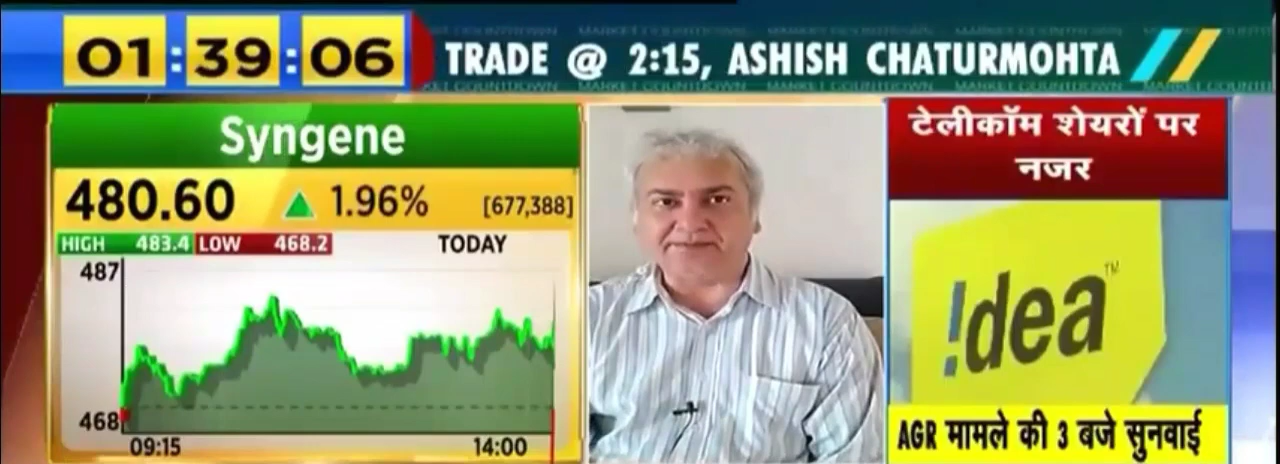 01:39:06
TRADE @ 2:15, ASHISH CHATURMOHTA
Syngene
480.60 1.96% [677,388]
HIGH 483.4 LOW 468.2 TODAY
487
468
09:15 14:00
टेलीकॉम शेयरों पर
नजर
!dea™
AGR मामले की 3 बजे सुनवाई